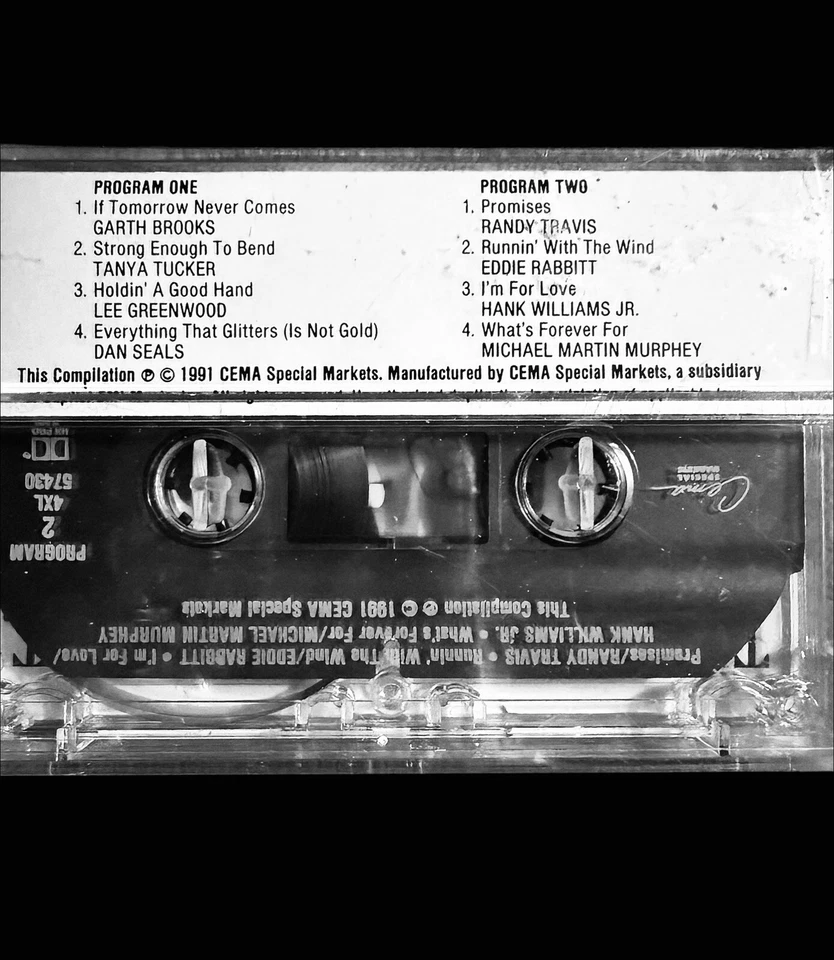 PROGRAM ONE
1. If Tomorrow Never Comes
GARTH BROOKS
2. Strong Enough To Bend
TANYA TUCKER
3. Holdin' A Good Hand
LEE GREENWOOD
4. Everything That Glitters (Is Not Gold)
DAN SEALS
PROGRAM TWO
1. Promises
RANDY TRAVIS
2. Runnin' With The Wind
EDDIE RABBITT
3. I'm For Love
HANK WILLIAMS JR.
4. What's Forever For
MICHAEL MARTIN MURPHEY
This Compilation ℗ © 1991 CEMA Special Markets. Manufactured by CEMA Special Markets, a subsidiary
Promises/RANDY TRAVIS • Runnin' With The Wind/EDDIE RABBITT • I'm For Love/
HANK WILLIAMS JR. • What's Forever For/MICHAEL MARTIN MURPHEY
This Compilation ℗ © 1991 CEMA Special Markets
PROGRAM
2
4XL
57430
HX PRO
Cema
SPECIAL
MARKETS